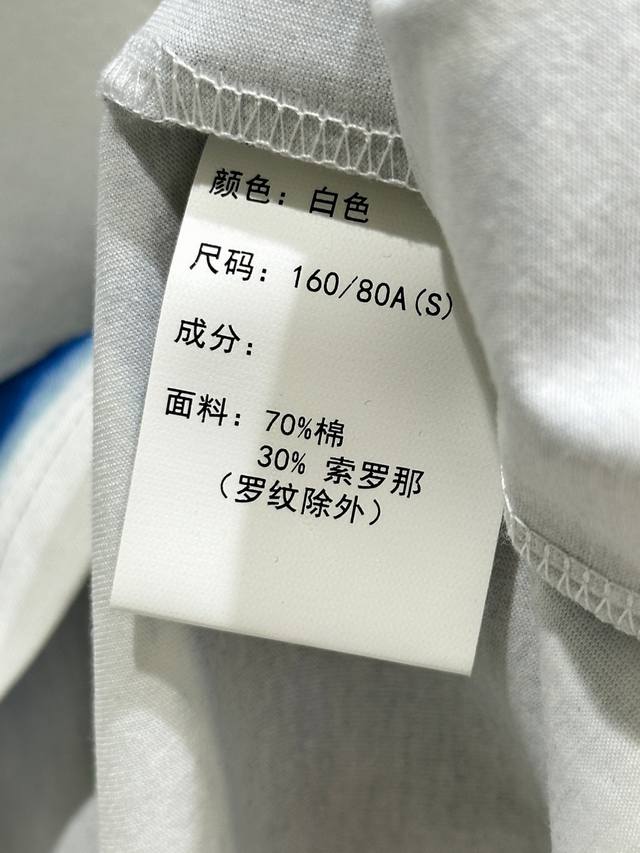 颜色：白色
尺码：160/80A(S)
成分：
面料：70%棉
30% 索罗那
（罗纹除外）